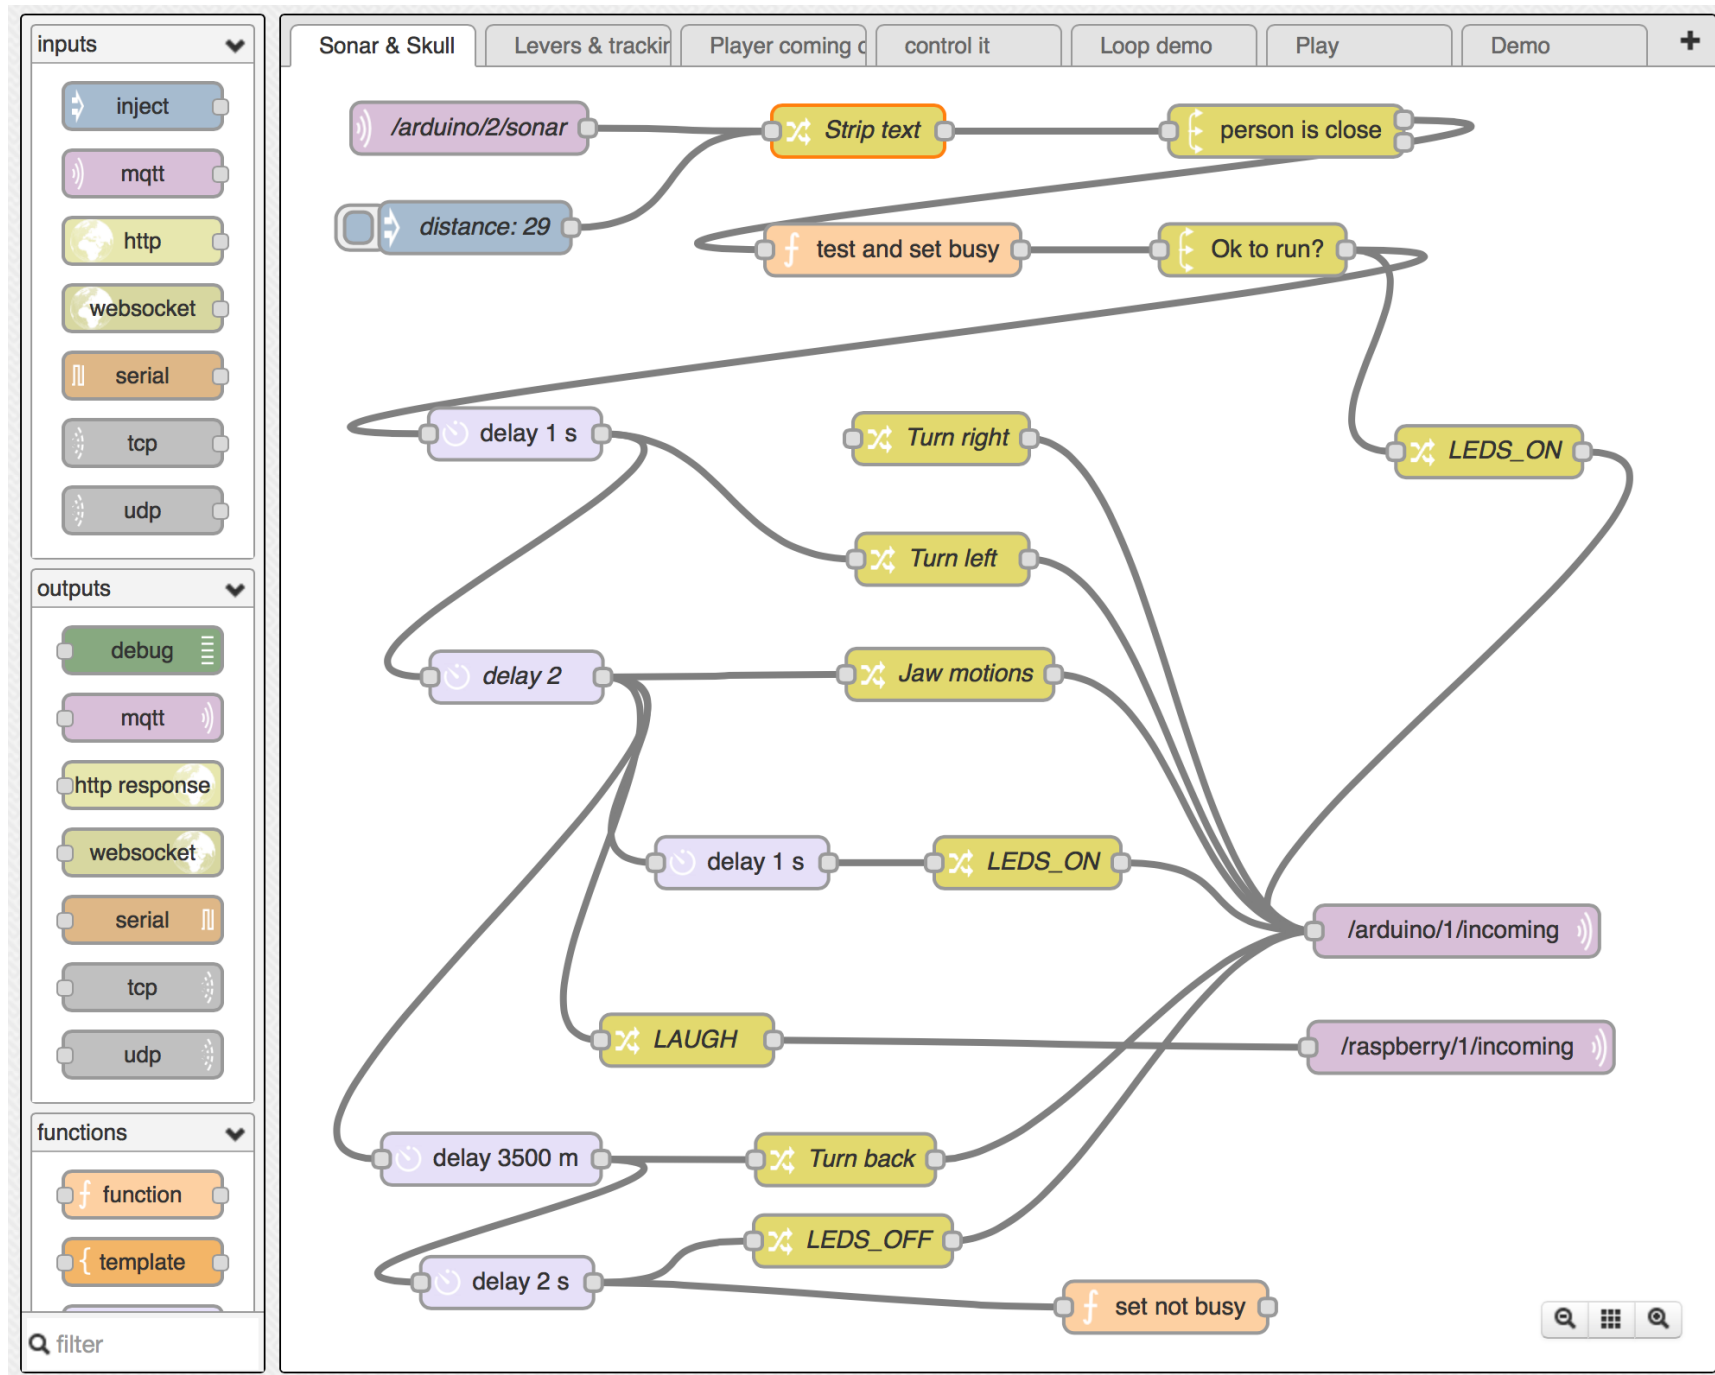 inputs
inject
mqtt
http
websocket
serial
tcp
udp
outputs
debug
mqtt
http response
websocket
serial
tcp
udp
functions
function
template
filter
Sonar & Skull
Levers & trackin
Player coming c
control it
Loop demo
Play
Demo
/arduino/2/sonar
Strip text
person is close
distance: 29
test and set busy
Ok to run?
delay 1 s
Turn right
LEDS_ON
Turn left
delay 2
Jaw motions
delay 1 s
LEDS_ON
/arduino/1/incoming
LAUGH
/raspberry/1/incoming
delay 3500 m
Turn back
LEDS_OFF
delay 2 s
set not busy